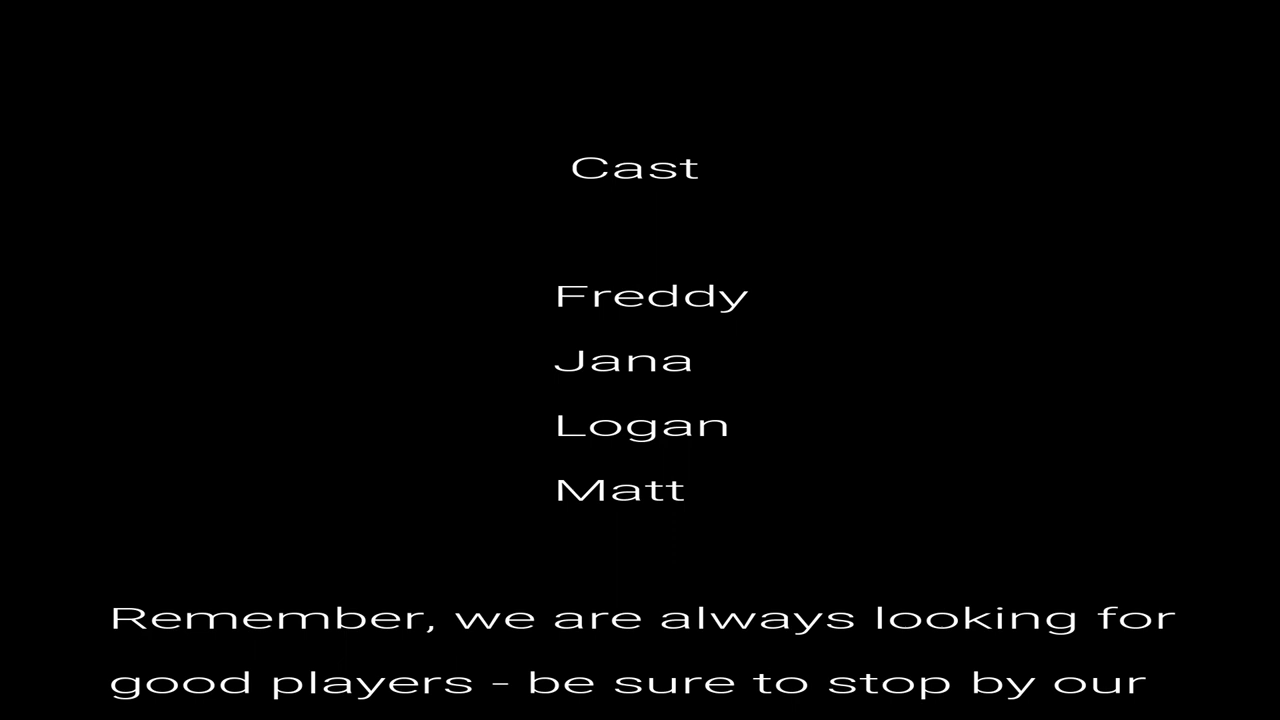 Cast
Freddy
Jana
Logan
Matt
Remember, we are always looking for
good players - be sure to stop by our